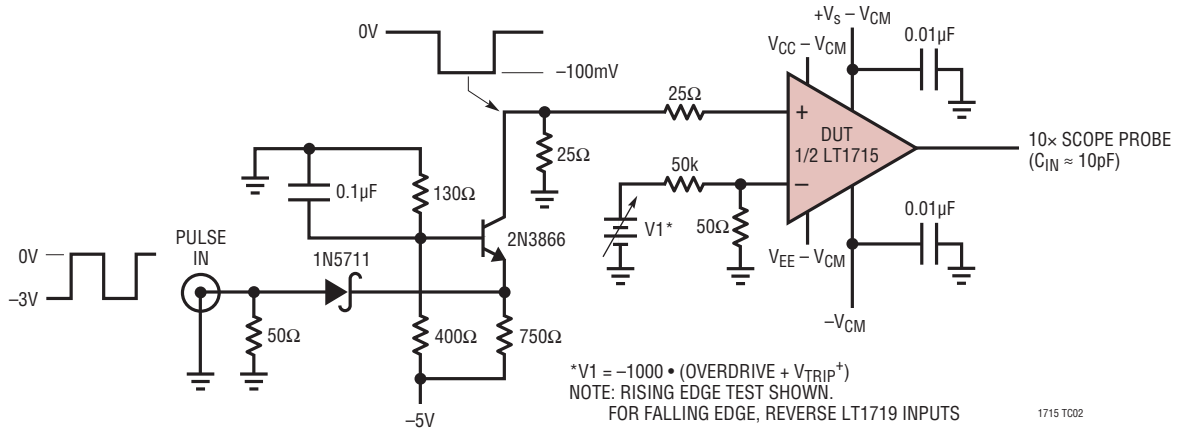 +VS – VCM
0V
VCC – VCM
0.01µF
–100mV
25Ω
+
DUT
1/2 LT1715
25Ω
10× SCOPE PROBE
(CIN ≈ 10pF)
50k
–
0.1µF
130Ω
0.01µF
V1*
50Ω
2N3866
PULSE
IN
VEE – VCM
0V
1N5711
–3V
50Ω
400Ω
750Ω
–VCM
*V1 = –1000 • (OVERDRIVE + VTRIP+)
NOTE: RISING EDGE TEST SHOWN.
FOR FALLING EDGE, REVERSE LT1719 INPUTS
–5V
1715 TC02